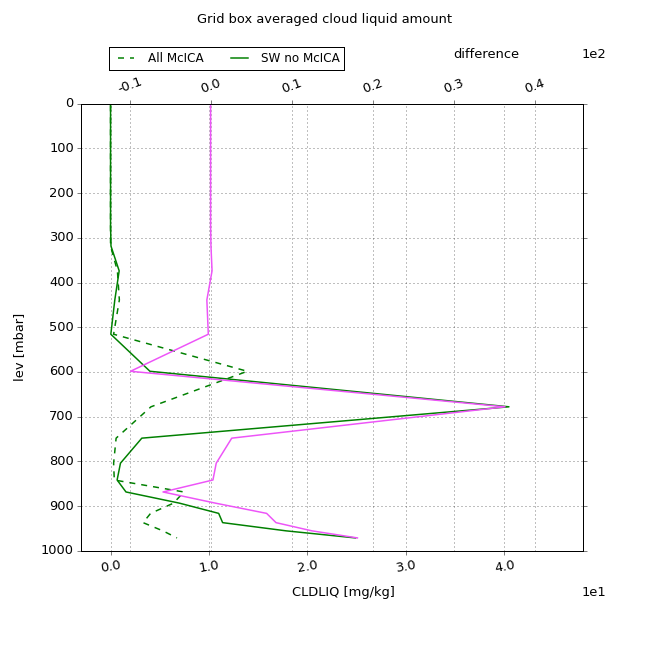 Grid box averaged cloud liquid amount
All McICA SW no McICA difference 1e2
-0.1 0.0 0.1 0.2 0.3 0.4
0
100
200
300
400
500
600
700
800
900
1000
lev [mbar]
0.0 1.0 2.0 3.0 4.0
CLDLIQ [mg/kg] 1e1